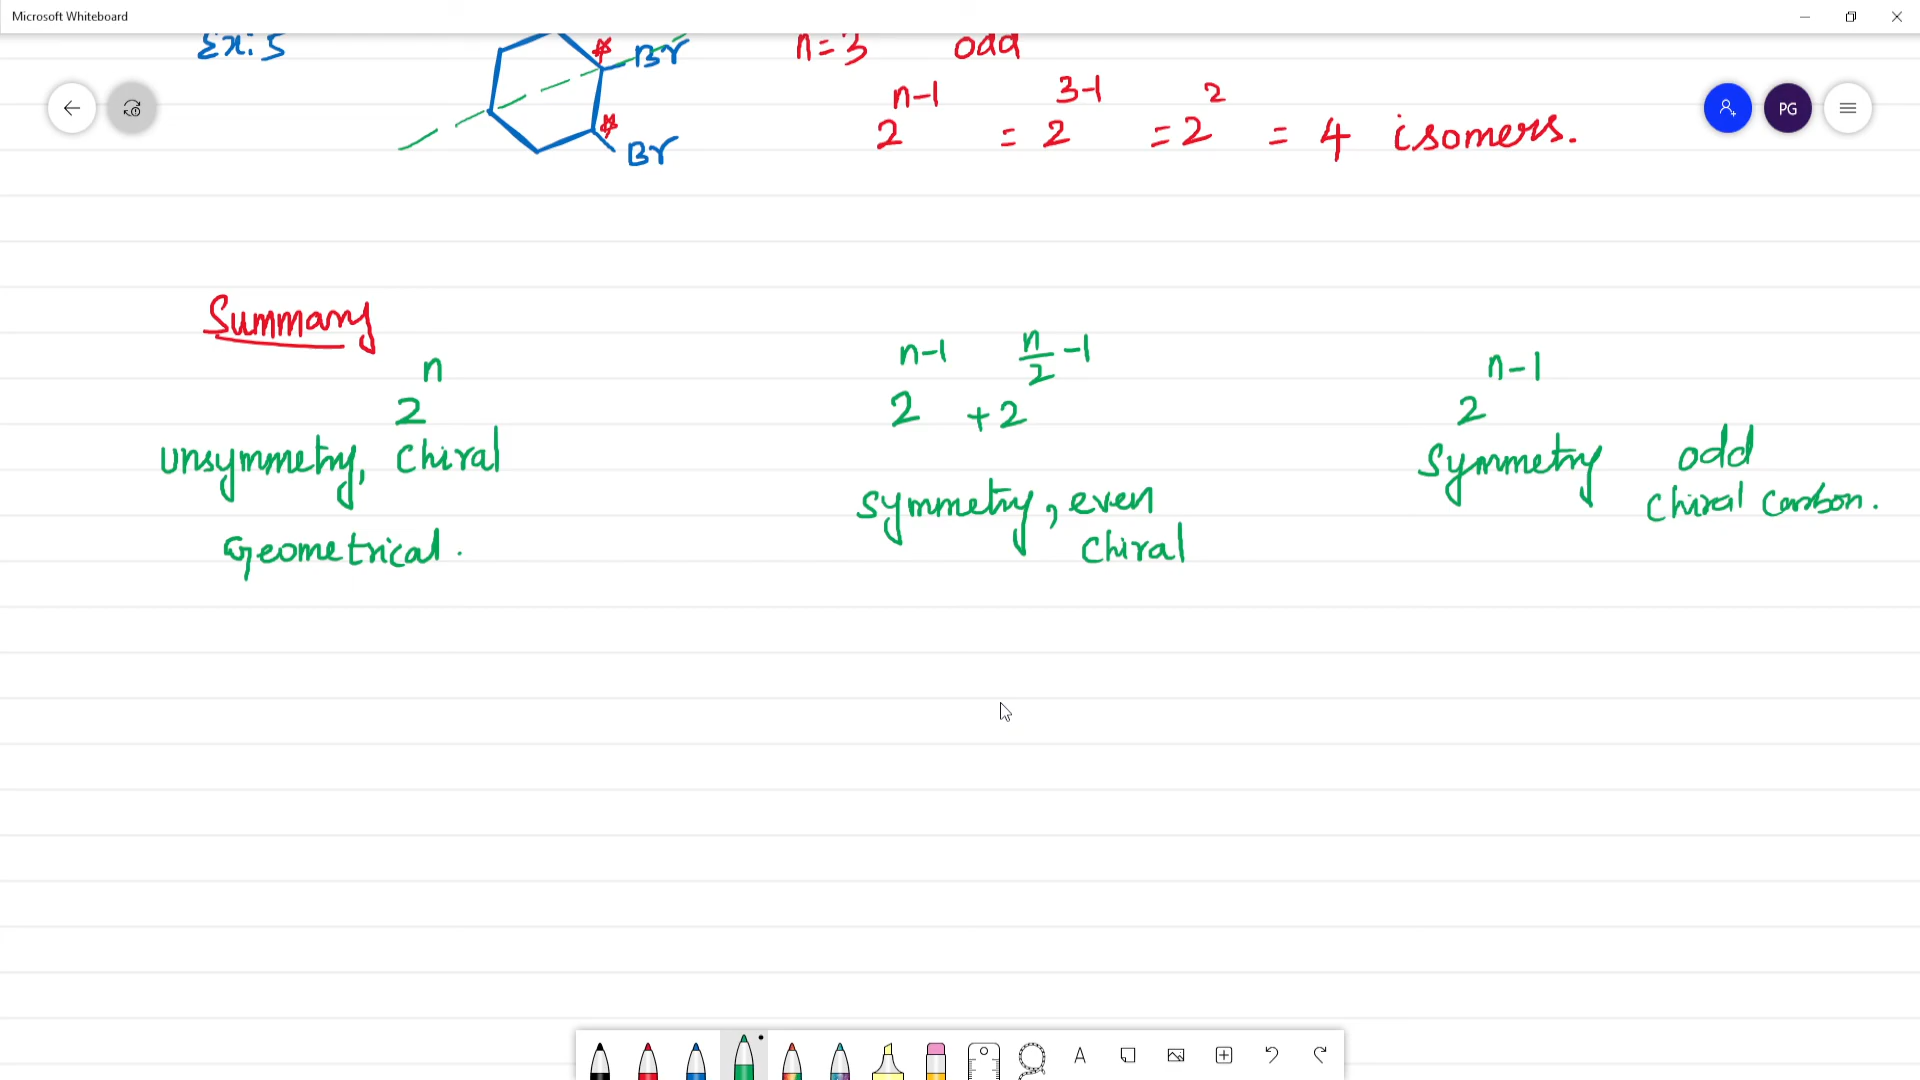 Microsoft Whiteboard
Ex: 5
Br
Br
n=3 odd
2^{n-1} = 2^{3-1} = 2^2 = 4 isomers.
PG
Summary
2^n
unsymmetry, chiral
Geometrical.
2^{n-1} + 2^{\frac{n}{2}-1}
symmetry, even
chiral
2^{n-1}
symmetry odd
chiral carbon.
A